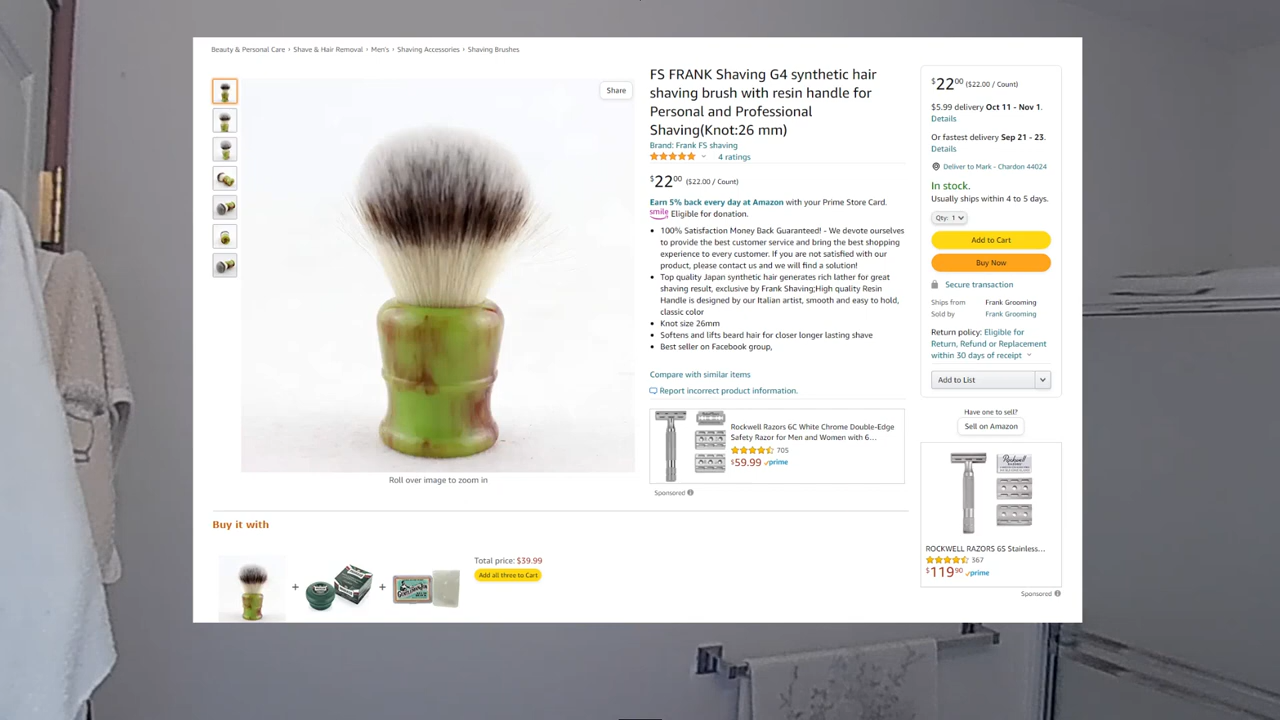 Beauty & Personal Care › Shave & Hair Removal › Men's › Shaving Accessories › Shaving Brushes
Share
Roll over image to zoom in
FS FRANK Shaving G4 synthetic hair
shaving brush with resin handle for
Personal and Professional
Shaving(Knot:26 mm)
Brand: Frank FS shaving
4 ratings
$22⁰⁰ ($22.00 / Count)
Earn 5% back every day at Amazon with your Prime Store Card.
smile Eligible for donation.
• 100% Satisfaction Money Back Guaranteed! - We devote ourselves
to provide the best customer service and bring the best shopping
experience to every customer. If you are not satisfied with our
product, please contact us and we will find a solution!
• Top quality Japan synthetic hair generates rich lather for great
shaving result, exclusive by Frank Shaving;High quality Resin
Handle is designed by our Italian artist, smooth and easy to hold,
classic color
• Knot size 26mm
• Softens and lifts beard hair for closer longer lasting shave
• Best seller on Facebook group,
Compare with similar items
Report incorrect product information.
Rockwell Razors 6C White Chrome Double-Edge
Safety Razor for Men and Women with 6...
705
$59.99 prime
Sponsored
$22⁰⁰ ($22.00 / Count)
$5.99 delivery Oct 11 - Nov 1.
Details
Or fastest delivery Sep 21 - 23.
Details
Deliver to Mark - Chardon 44024
In stock.
Usually ships within 4 to 5 days.
Qty: 1
Add to Cart
Buy Now
Secure transaction
Ships from Frank Grooming
Sold by Frank Grooming
Return policy: Eligible for
Return, Refund or Replacement
within 30 days of receipt
Add to List
Have one to sell?
Sell on Amazon
Rockwell
ROCKWELL RAZORS 6S Stainless...
367
$119⁹⁰ prime
Sponsored
Buy it with
+
+
Total price: $39.99
Add all three to Cart